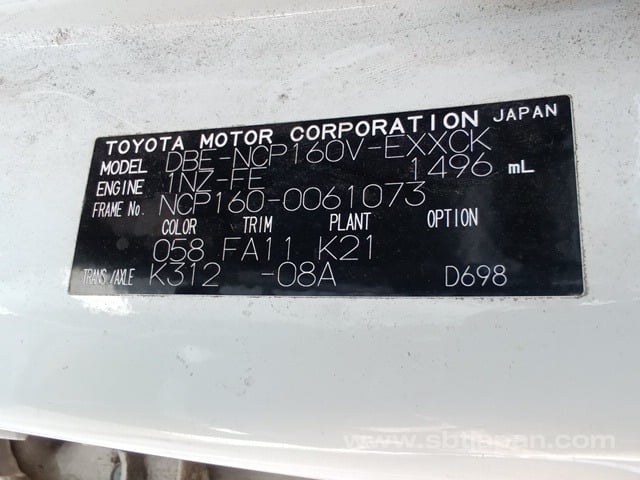 TOYOTA MOTOR CORPORATION JAPAN
MODEL DBE-NCP160V-EXXCK
ENGINE 1NZ-FE 1496 mL
FRAME No. NCP160-0061073
COLOR TRIM PLANT OPTION
058 FA11 K21
TRANS./AXLE K312 -08A D698
www.sbtjapan.com